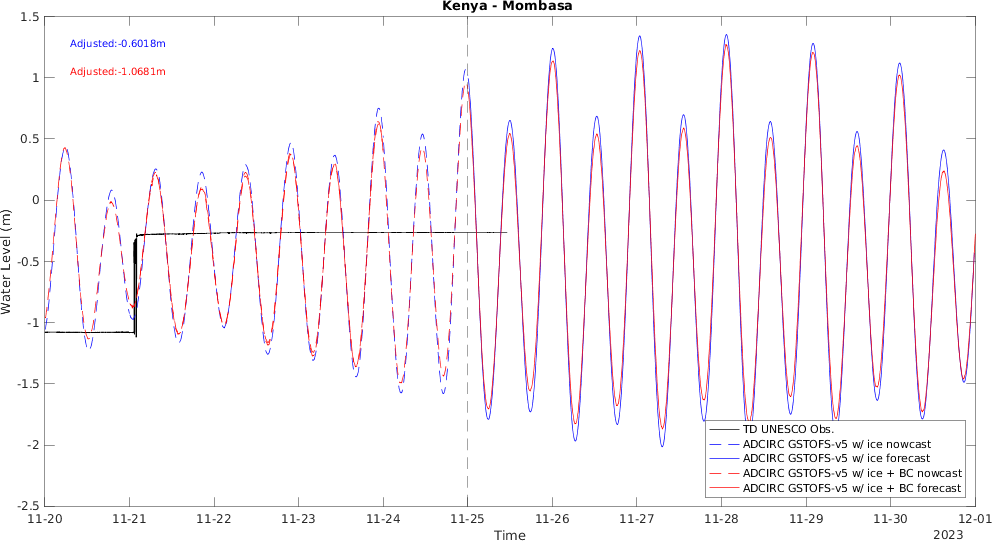 Kenya - Mombasa
Adjusted:-0.6018m
Adjusted:-1.0681m
Water Level (m)
1.5
1
0.5
0
-0.5
-1
-1.5
-2
-2.5
TD UNESCO Obs.
ADCIRC GSTOFS-v5 w/ ice nowcast
ADCIRC GSTOFS-v5 w/ ice forecast
ADCIRC GSTOFS-v5 w/ ice + BC nowcast
ADCIRC GSTOFS-v5 w/ ice + BC forecast
11-20 11-21 11-22 11-23 11-24 11-25 11-26 11-27 11-28 11-29 11-30 12-01
Time
2023